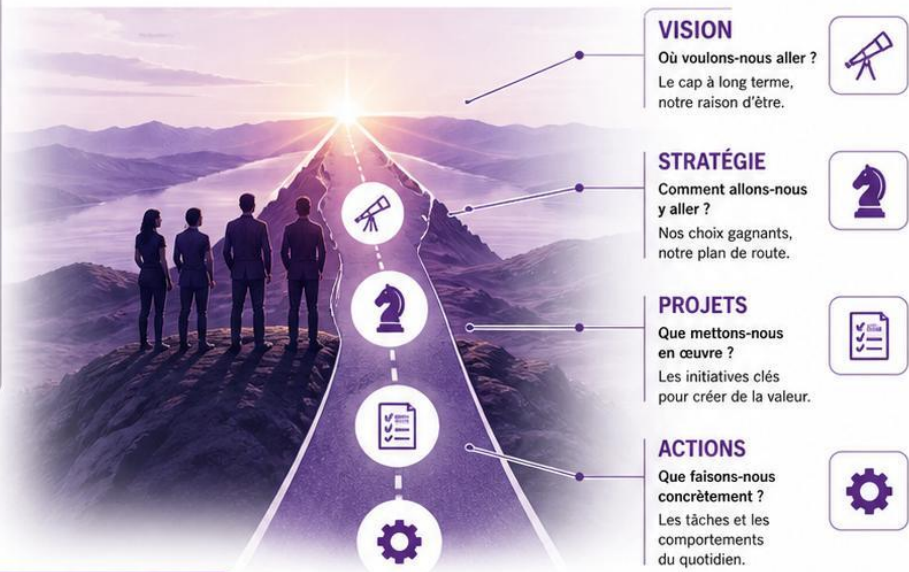 VISION
Où voulons-nous aller ?
Le cap à long terme,
notre raison d'être.
STRATÉGIE
Comment allons-nous
y aller ?
Nos choix gagnants,
notre plan de route.
PROJETS
Que mettons-nous
en œuvre ?
Les initiatives clés
pour créer de la valeur.
ACTIONS
Que faisons-nous
concrètement ?
Les tâches et les
comportements
du quotidien.